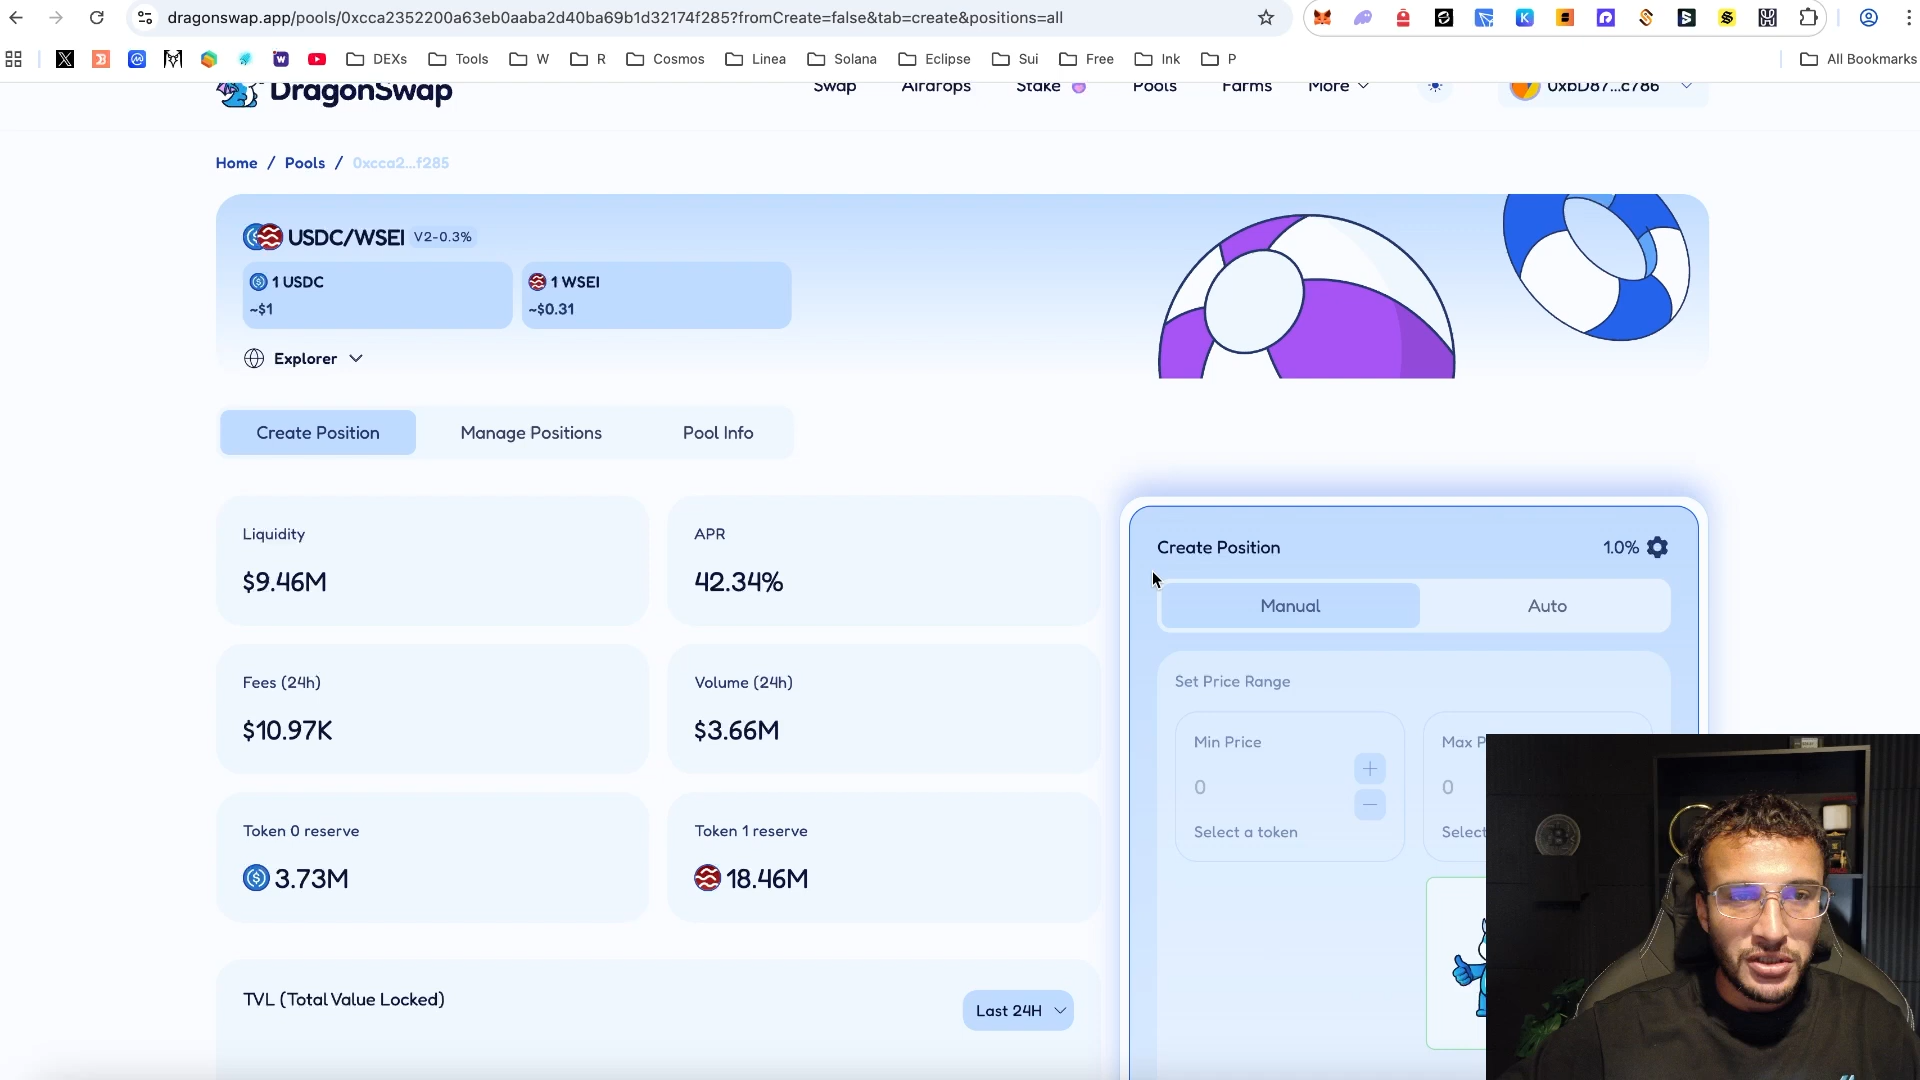 dragonswap.app/pools/0xcca2352200a63eb0aaba2d40ba69b1d32174f285?fromCreate=false&tab=create&positions=all
DEXs Tools W R Cosmos Linea Solana Eclipse Sui Free Ink P All Bookmarks
DragonSwap Swap Airdrops Stake Pools Farms More 0xbD87...c786
Home / Pools / 0xcca2...f285
USDC/WSEI V2-0.3%
1 USDC
~$1
1 WSEI
~$0.31
Explorer
Create Position Manage Positions Pool Info
Liquidity
$9.46M
APR
42.34%
Fees (24h)
$10.97K
Volume (24h)
$3.66M
Token 0 reserve
3.73M
Token 1 reserve
18.46M
TVL (Total Value Locked)
Last 24H
Create Position 1.0%
Manual Auto
Set Price Range
Min Price
0
Select a token
Max P
0
Select